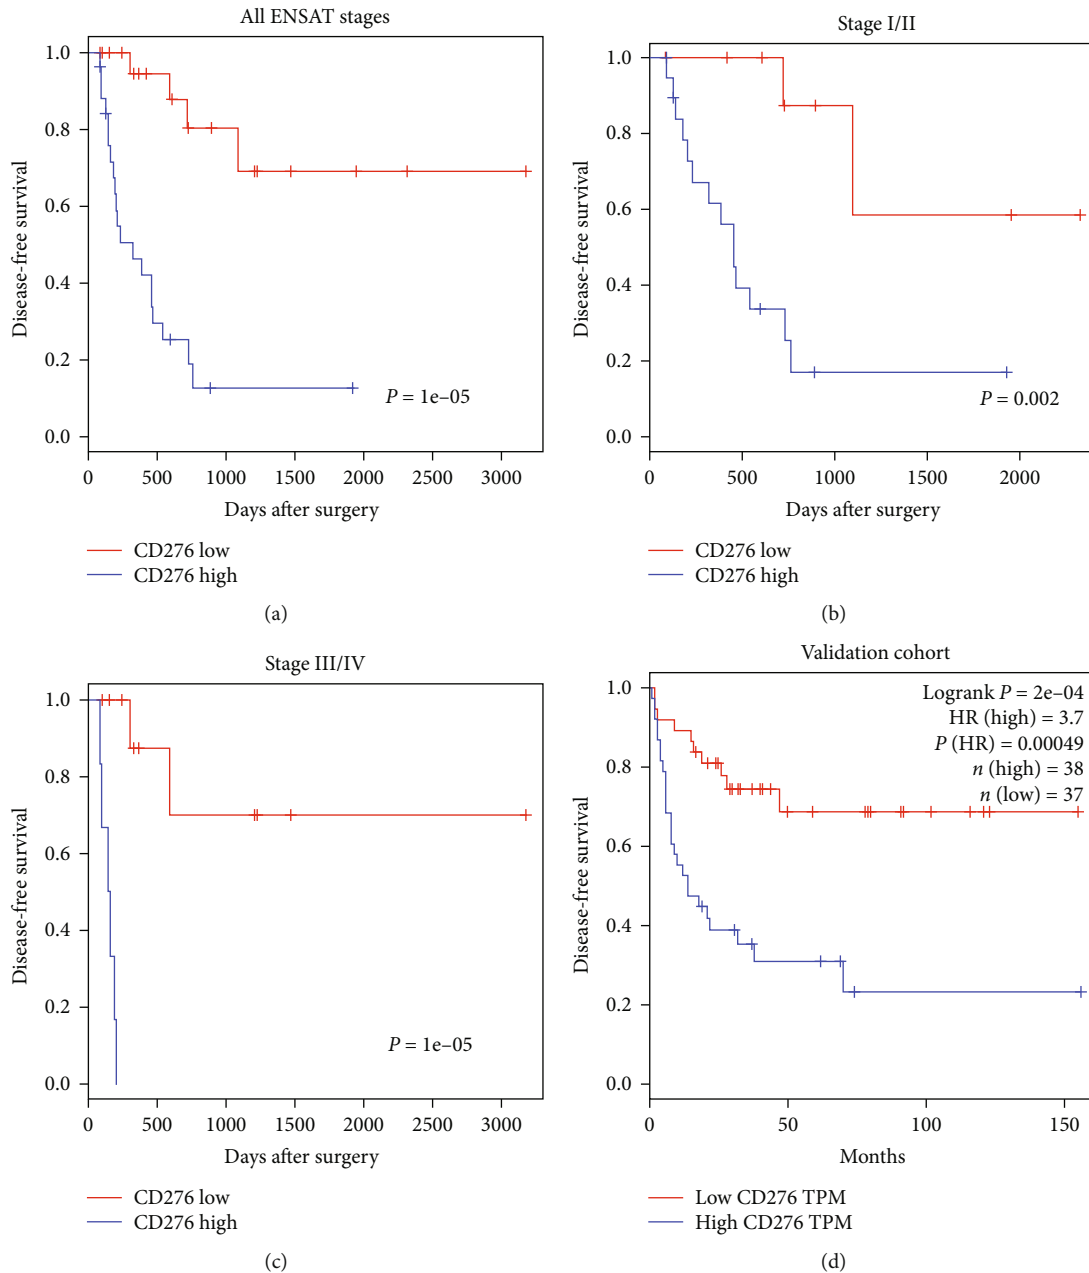 All ENSAT stages
Disease-free survival
1.0
0.8
0.6
0.4
0.2
0.0
P = 1e–05
0 500 1000 1500 2000 2500 3000
Days after surgery
CD276 low
CD276 high
(a)
Stage I/II
Disease-free survival
1.0
0.8
0.6
0.4
0.2
0.0
P = 0.002
0 500 1000 1500 2000
Days after surgery
CD276 low
CD276 high
(b)
Stage III/IV
Disease-free survival
1.0
0.8
0.6
0.4
0.2
0.0
P = 1e–05
0 500 1000 1500 2000 2500 3000
Days after surgery
CD276 low
CD276 high
(c)
Validation cohort
Disease-free survival
1.0
0.8
0.6
0.4
0.2
0.0
Logrank P = 2e–04
HR (high) = 3.7
P (HR) = 0.00049
n (high) = 38
n (low) = 37
0 50 100 150
Months
Low CD276 TPM
High CD276 TPM
(d)